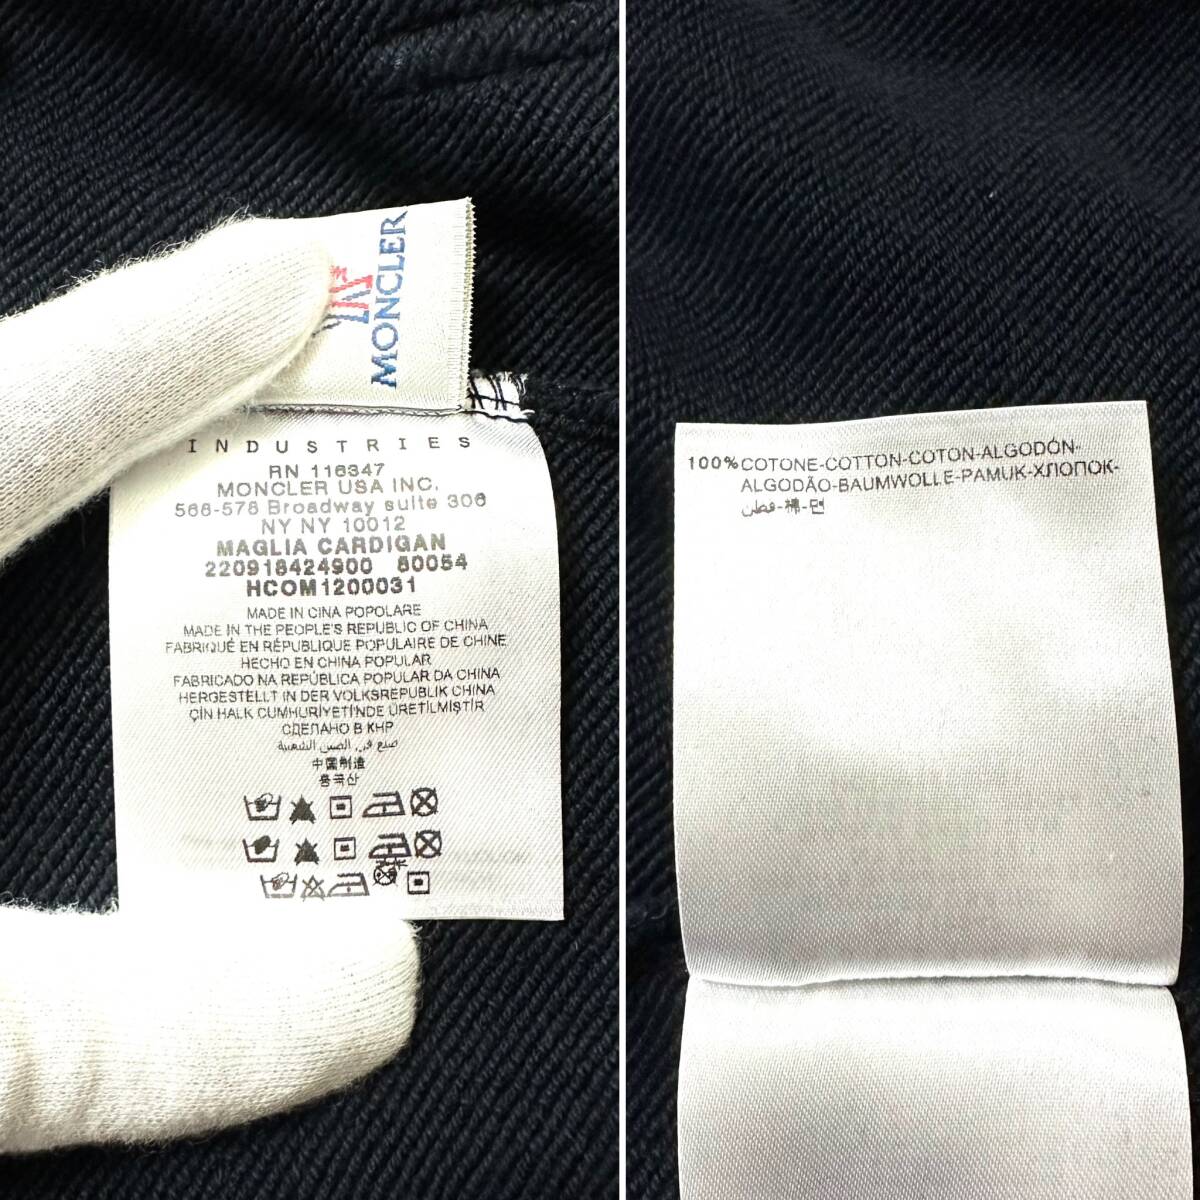 MONCLER
INDUSTRIES
RN 116347
MONCLER USA INC.
568-578 Broadway suite 306
NY NY 10012
MAGLIA CARDIGAN
220918424900 80054
HCOM1200031
MADE IN CINA POPOLARE
MADE IN THE PEOPLE'S REPUBLIC OF CHINA
FABRIQUÉ EN RÉPUBLIQUE POPULAIRE DE CHINE
HECHO EN CHINA POPULAR
FABRICADO NA REPÚBLICA POPULAR DA CHINA
HERGESTELLT IN DER VOLKSREPUBLIK CHINA
ÇİN HALK CUMHURİYETİ'NDE ÜRETİLMİŞTİR
СДЕЛАНО В КНР
صنع في الصين الشعبية
中国制造
중국산
100% COTONE-COTTON-COTON-ALGODÓN-
ALGODÃO-BAUMWOLLE-PAMUK-ХЛОПОК-
قطن-棉-면